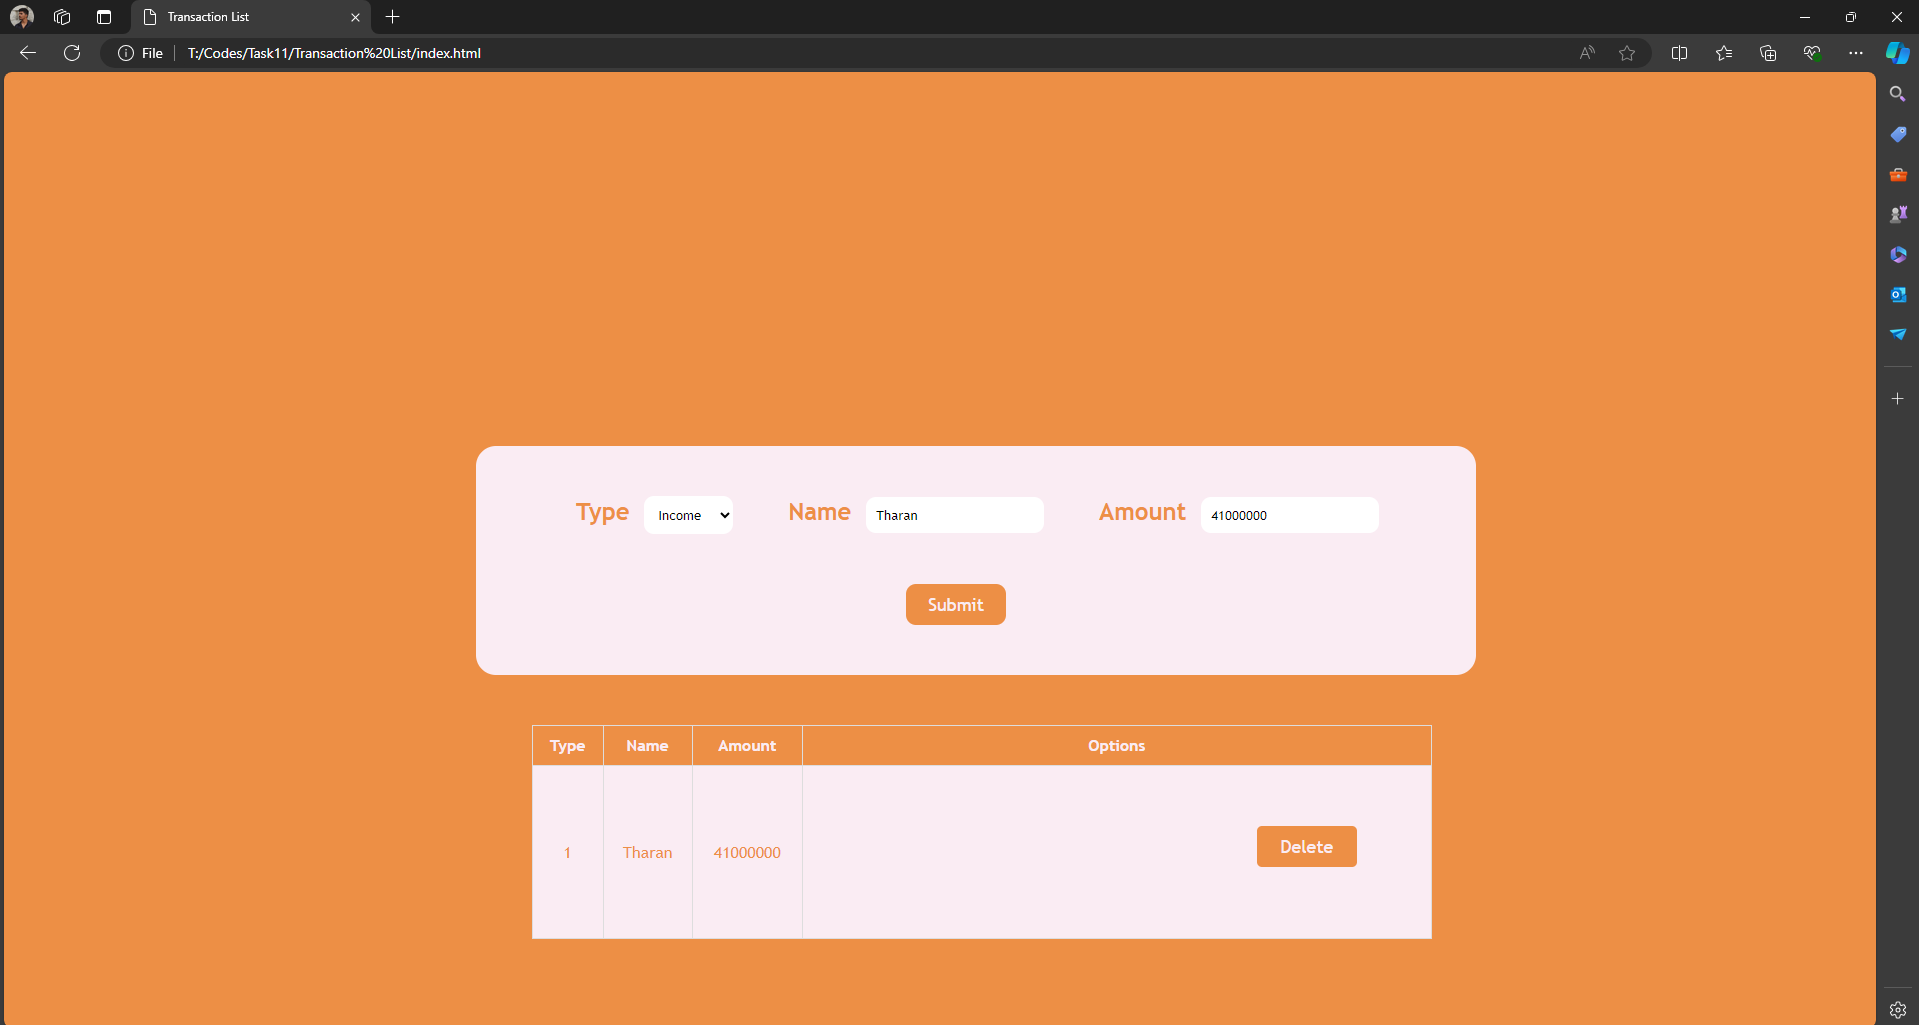 Transaction List
File T:/Codes/Task11/Transaction%20List/index.html
Type Income Name Tharan Amount 41000000
Submit
Type Name Amount Options
1 Tharan 41000000 Delete